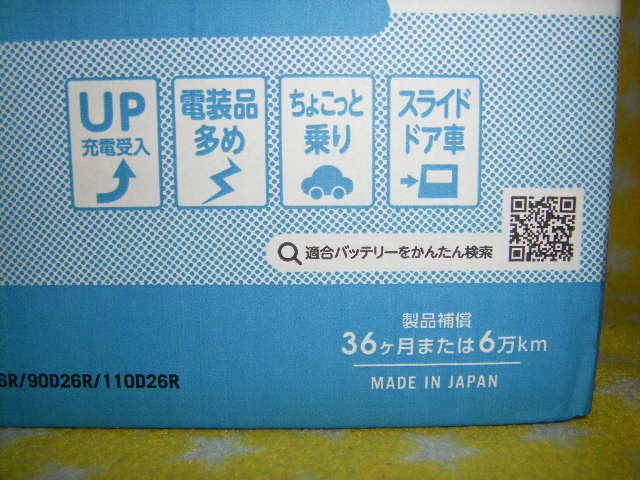 UP
充電受入
電装品
多め
ちょこっと
乗り
スライド
ドア車
適合バッテリーをかんたん検索
製品補償
36ヶ月または6万km
6R/90D26R/110D26R
MADE IN JAPAN